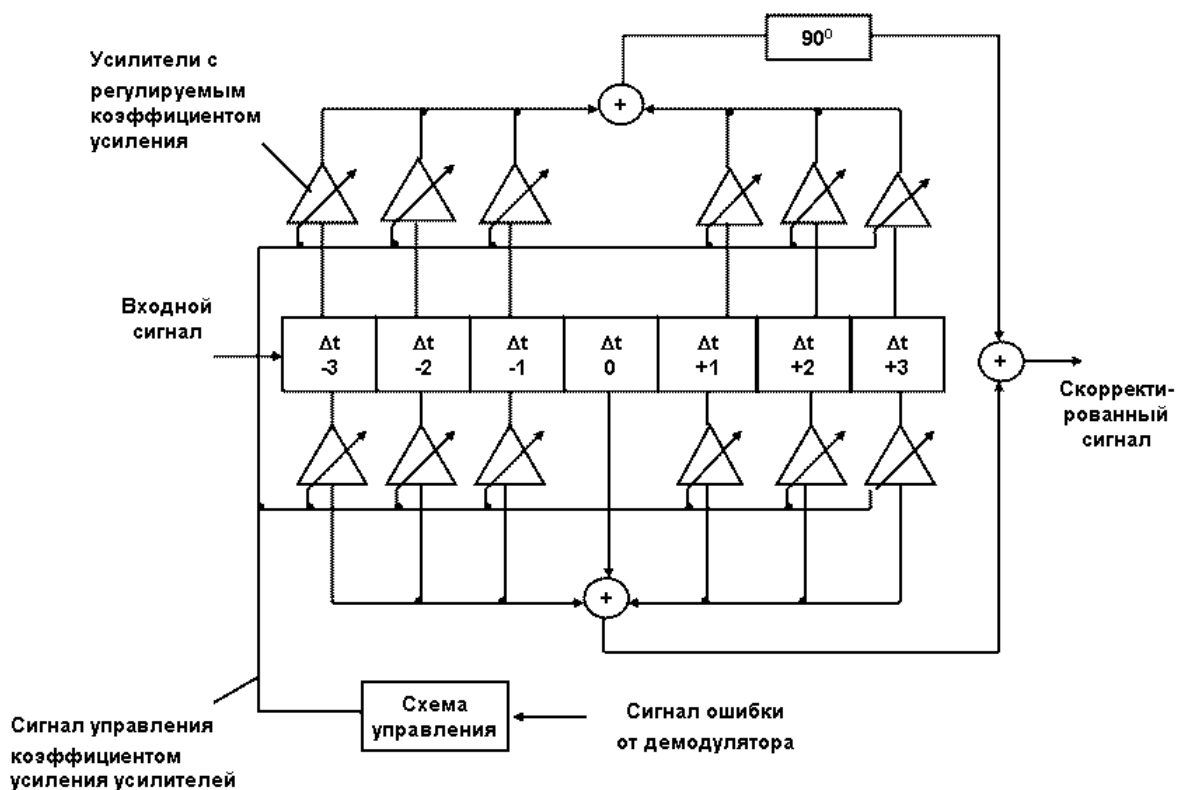 90⁰
Усилители с
регулируемым
коэффициентом
усиления
+
Входной
сигнал
Δt
-3
Δt
-2
Δt
-1
Δt
0
Δt
+1
Δt
+2
Δt
+3
+
Скорректи-
рованный
сигнал
+
Схема
управления
Сигнал ошибки
от демодулятора
Сигнал управления
коэффициентом
усиления усилителей